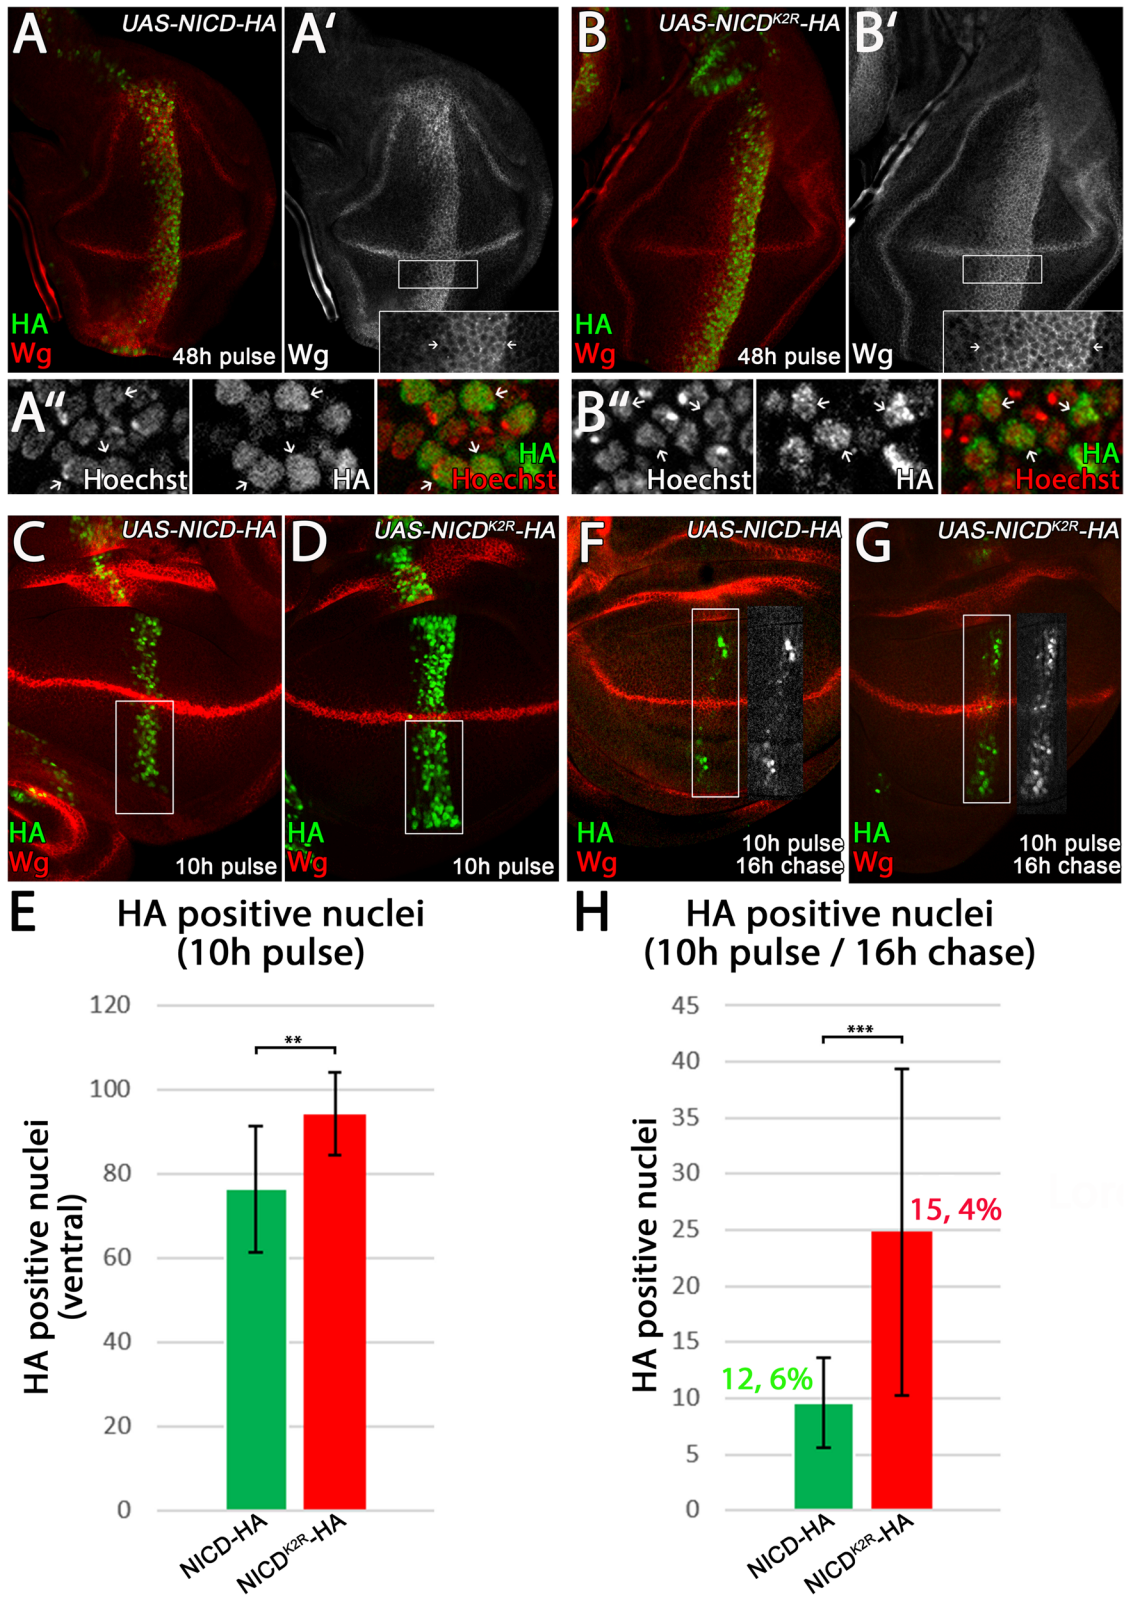 A
UAS-NICD-HA
HA
Wg
48h pulse
A'
Wg
B
UAS-NICDK2R-HA
HA
Wg
48h pulse
B'
Wg
A"
Hoechst
HA
HA
Hoechst
B"
Hoechst
HA
HA
Hoechst
C
UAS-NICD-HA
HA
Wg
10h pulse
D
UAS-NICDK2R-HA
HA
Wg
10h pulse
F
UAS-NICD-HA
HA
Wg
10h pulse
16h chase
G
UAS-NICDK2R-HA
HA
Wg
10h pulse
16h chase
E
HA positive nuclei
(10h pulse)
HA positive nuclei
(ventral)
120
100
80
60
40
20
0
**
NICD-HA
NICDK2R-HA
H
HA positive nuclei
(10h pulse / 16h chase)
HA positive nuclei
45
40
35
30
25
20
15
10
5
0
***
12, 6%
15, 4%
NICD-HA
NICDK2R-HA